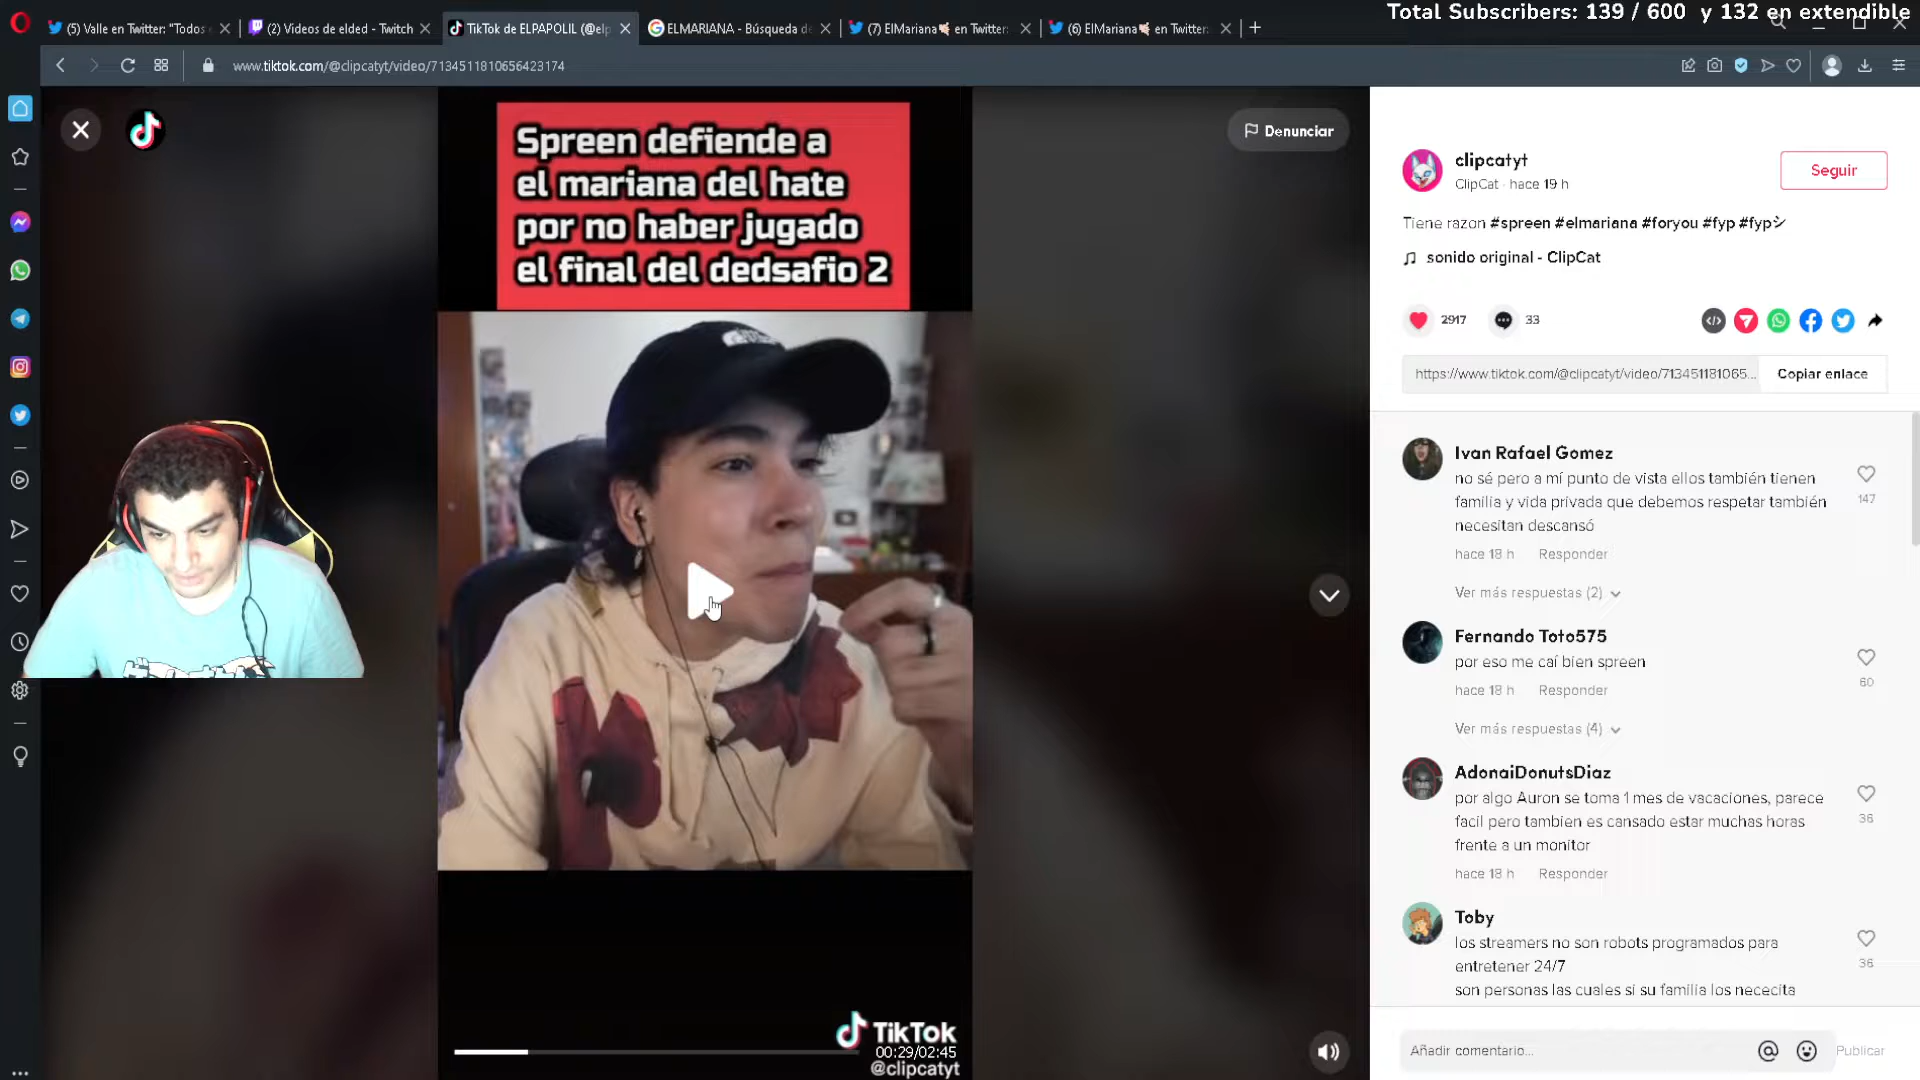 Total Subscribers: 139 / 600 y 132 en extendible
(5) Valle en Twitter: "Todos
(2) Videos de elded - Twitch
TikTok de ELPAPOLIL (@elp
ELMARIANA - Búsqueda de
(7) ElMariana en Twitter:
(6) ElMariana en Twitter:
www.tiktok.com/@clipcatyt/video/7134511810656423174
Spreen defiende a
el mariana del hate
por no haber jugado
el final del dedsafio 2
Denunciar
TikTok
00:29/02:45
@clipcatyt
clipcatyt
ClipCat · hace 19 h
Seguir
Tiene razon #spreen #elmariana #foryou #fyp #fypシ
sonido original - ClipCat
2917
33
https://www.tiktok.com/@clipcatyt/video/713451181065...
Copiar enlace
Ivan Rafael Gomez
no sé pero a mí punto de vista ellos también tienen
familia y vida privada que debemos respetar también
necesitan descansó
147
hace 18 h Responder
Ver más respuestas (2)
Fernando Toto575
por eso me caí bien spreen
60
hace 18 h Responder
Ver más respuestas (4)
AdonaiDonutsDiaz
por algo Auron se toma 1 mes de vacaciones, parece
facil pero tambien es cansado estar muchas horas
frente a un monitor
36
hace 18 h Responder
Toby
los streamers no son robots programados para
entretener 24/7
son personas las cuales si su familia los nececita
36
Añadir comentario...
Publicar